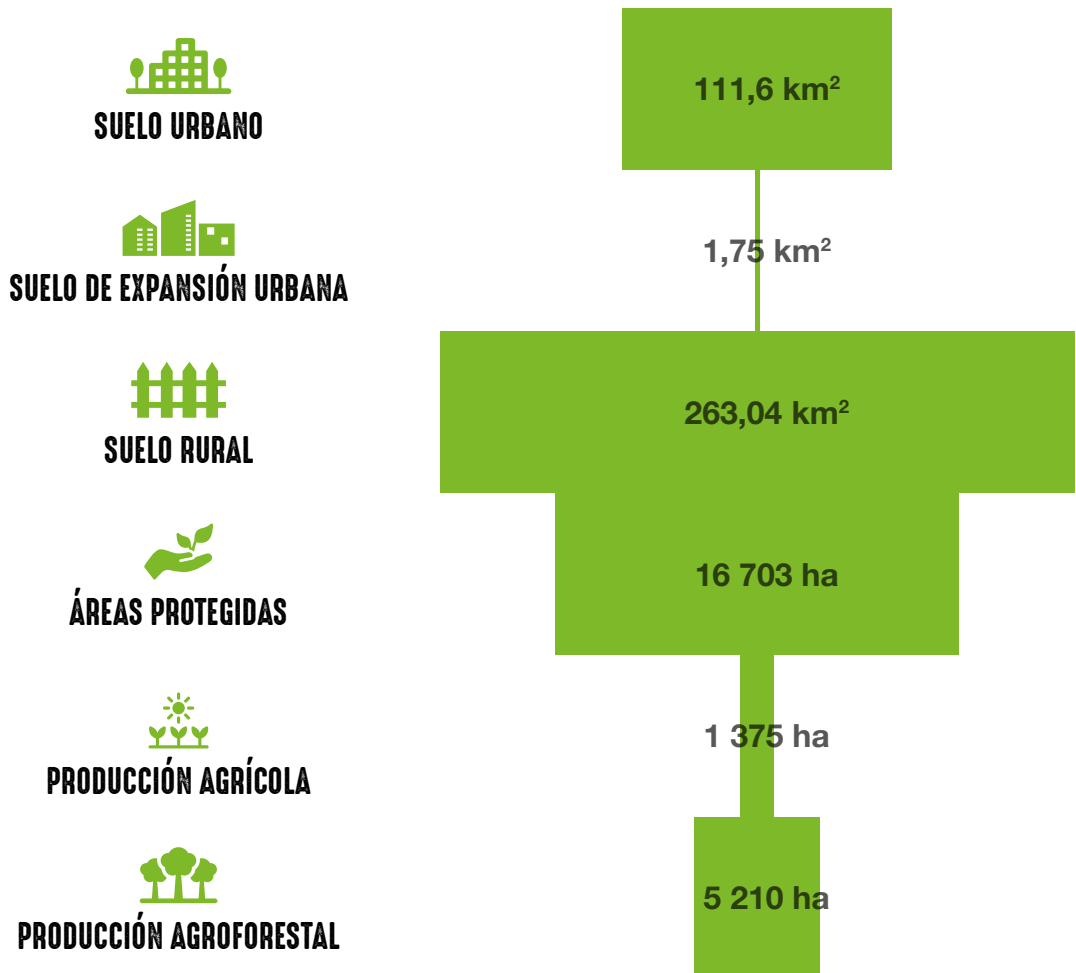 SUELO URBANO
111,6 km²
SUELO DE EXPANSIÓN URBANA
1,75 km²
SUELO RURAL
263,04 km²
ÁREAS PROTEGIDAS
16 703 ha
PRODUCCIÓN AGRÍCOLA
1 375 ha
PRODUCCIÓN AGROFORESTAL
5 210 ha